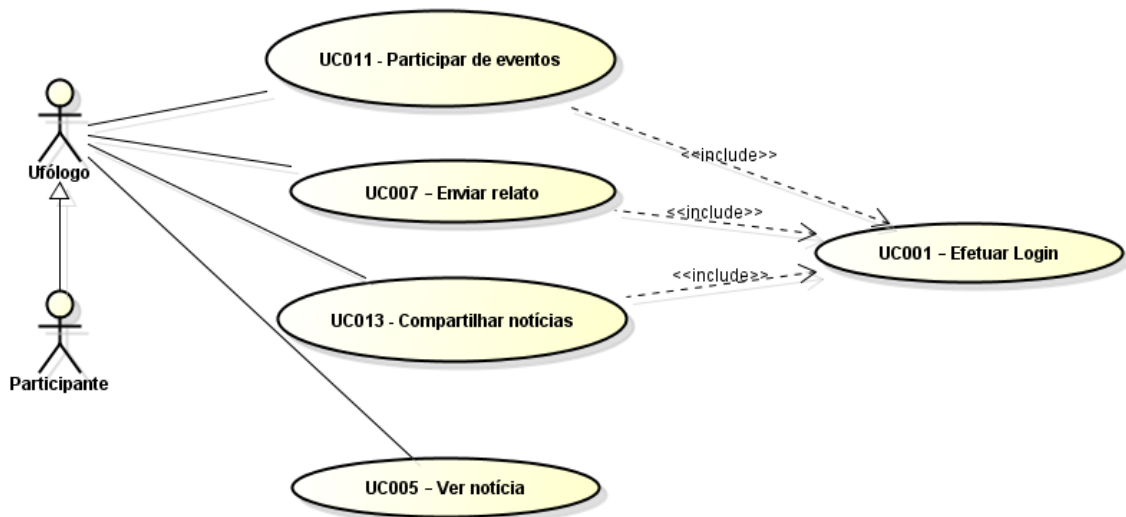 UC011 - Participar de eventos
Ufólogo
<<include>>
UC007 – Enviar relato
<<include>>
UC001 – Efetuar Login
<<include>>
UC013 - Compartilhar notícias
Participante
UC005 – Ver notícia